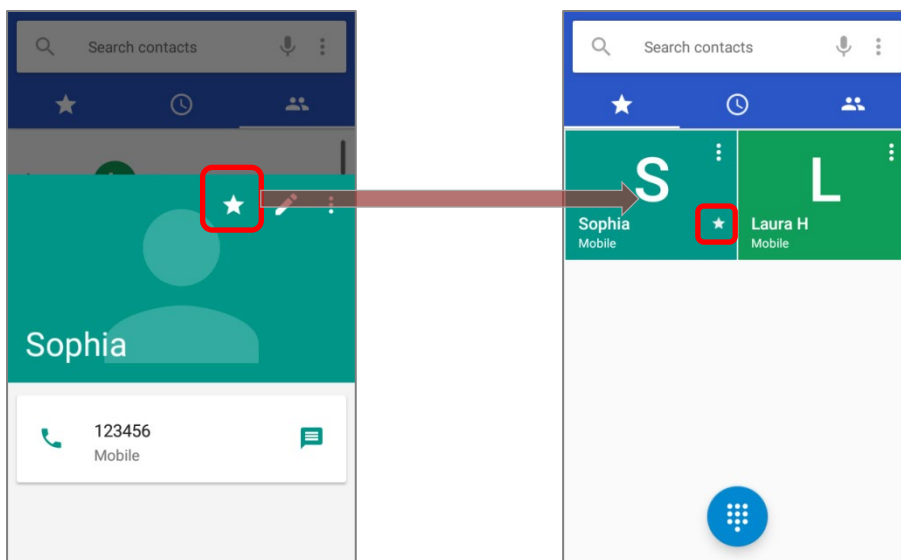 Search contacts
Sophia
123456
Mobile
Search contacts
S
L
Sophia
Mobile
Laura H
Mobile